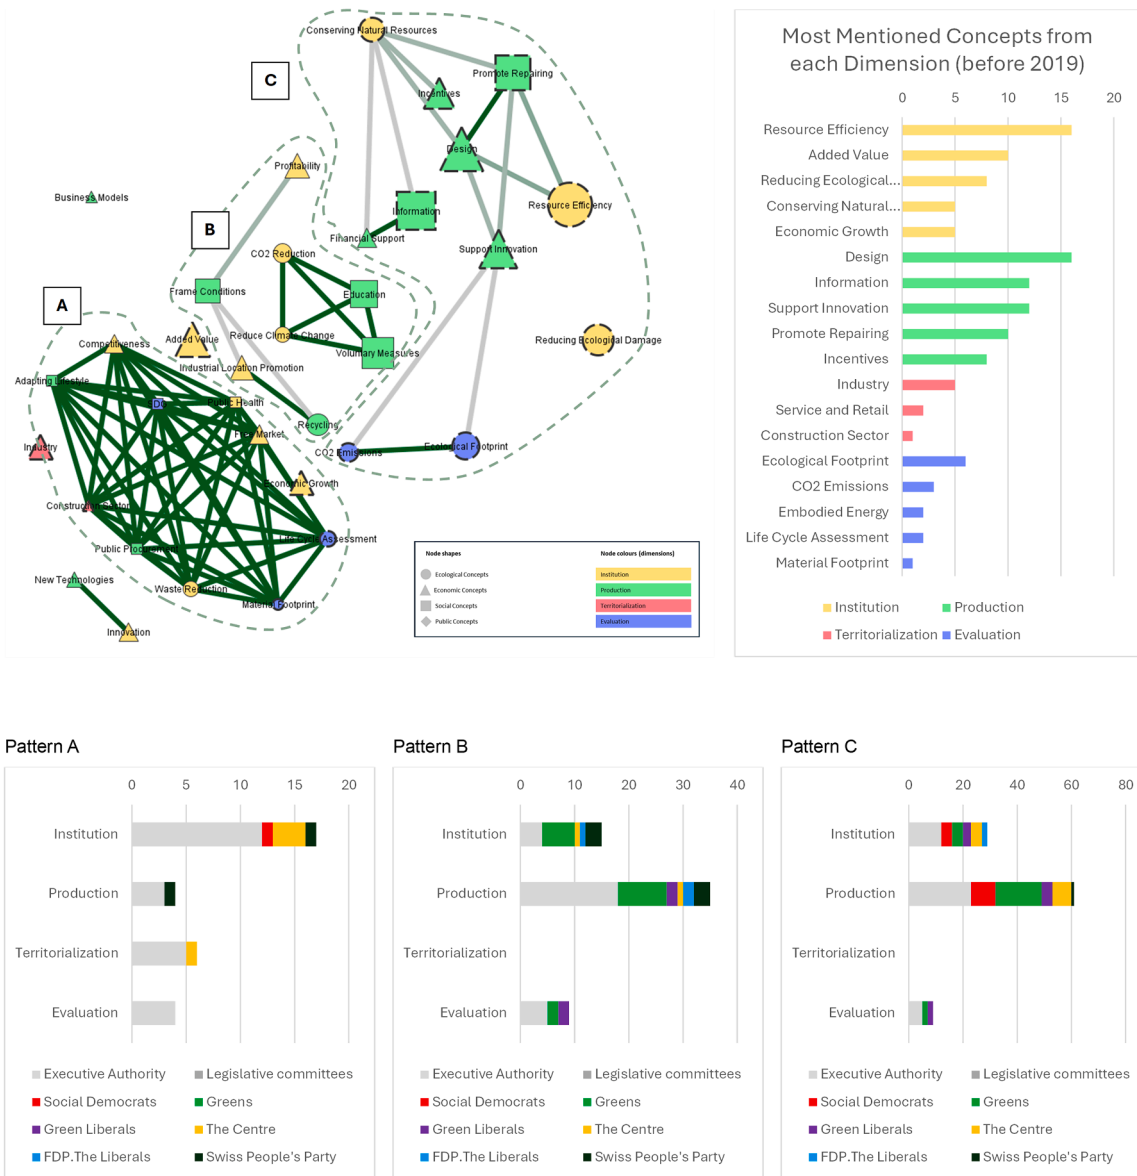 Conserving Natural Resources
C
Promote Repairing
Incentives
Design
Profitability
Business Models
Resource Efficiency
Information
B
Financial Support
Support Innovation
CO2 Reduction
Frame Conditions
Education
A
Reduce Climate Change
Added Value
Reducing Ecological Damage
Competitiveness
Voluntary Measures
Industrial Location Promotion
Adapting Lifestyle
SDG
Public Health
Recycling
Free Market
Industry
CO2 Emissions
Ecological Footprint
Economic Growth
Construction Sector
Life Cycle Assessment
Public Procurement
New Technologies
Waste Reduction
Material Footprint
Innovation
Node shapes
Node colours (dimensions)
Ecological Concepts
Institution
Economic Concepts
Production
Social Concepts
Territorialization
Public Concepts
Evaluation
Most Mentioned Concepts from
each Dimension (before 2019)
0 5 10 15 20
Resource Efficiency
Added Value
Reducing Ecological...
Conserving Natural...
Economic Growth
Design
Information
Support Innovation
Promote Repairing
Incentives
Industry
Service and Retail
Construction Sector
Ecological Footprint
CO2 Emissions
Embodied Energy
Life Cycle Assessment
Material Footprint
Institution Production
Territorialization Evaluation
Pattern A
0 5 10 15 20
Institution
Production
Territorialization
Evaluation
Executive Authority Legislative committees
Social Democrats Greens
Green Liberals The Centre
FDP.The Liberals Swiss People's Party
Pattern B
0 10 20 30 40
Institution
Production
Territorialization
Evaluation
Executive Authority Legislative committees
Social Democrats Greens
Green Liberals The Centre
FDP.The Liberals Swiss People's Party
Pattern C
0 20 40 60 80
Institution
Production
Territorialization
Evaluation
Executive Authority Legislative committees
Social Democrats Greens
Green Liberals The Centre
FDP.The Liberals Swiss People's Party